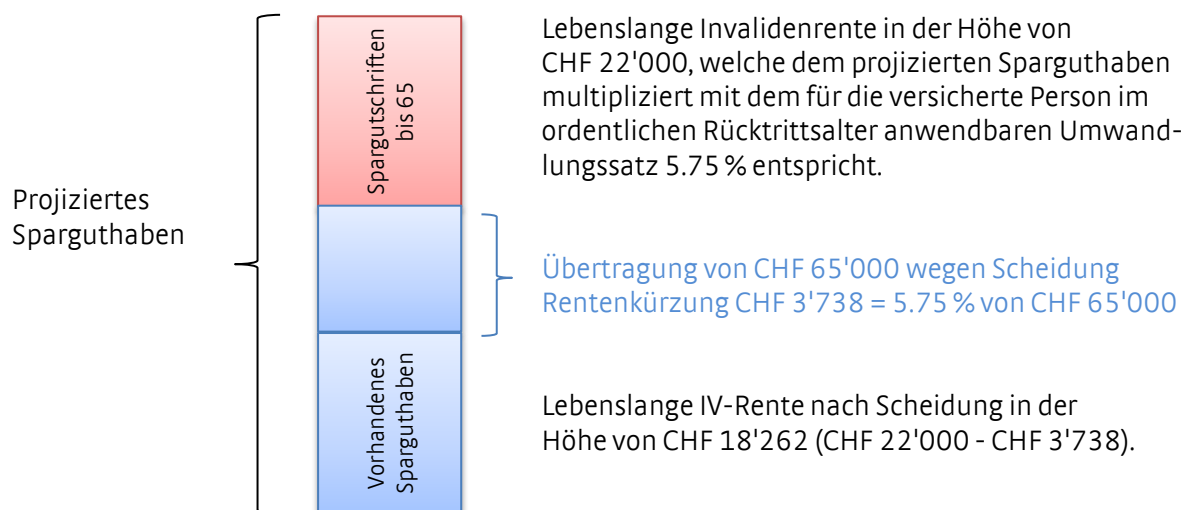 Projiziertes
Sparguthaben
Spargutschriften
bis 65
Vorhandenes
Sparguthaben
Lebenslange Invalidenrente in der Höhe von
CHF 22'000, welche dem projizierten Sparguthaben
multipliziert mit dem für die versicherte Person im
ordentlichen Rücktrittsalter anwendbaren Umwand-
lungssatz 5.75 % entspricht.
Übertragung von CHF 65'000 wegen Scheidung
Rentenkürzung CHF 3'738 = 5.75 % von CHF 65'000
Lebenslange IV-Rente nach Scheidung in der
Höhe von CHF 18'262 (CHF 22'000 - CHF 3'738).